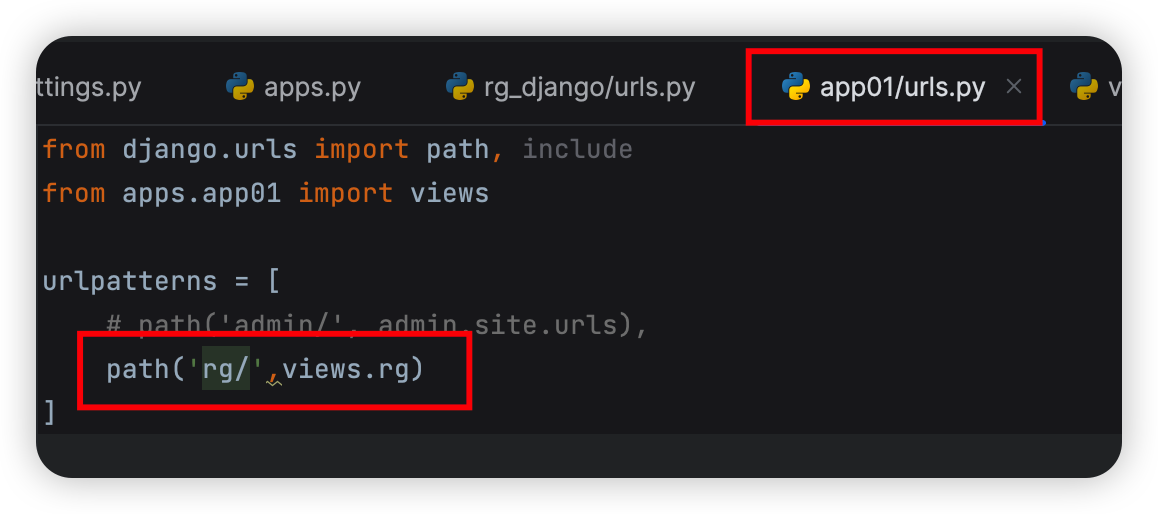 ttings.py apps.py rg_django/urls.py app01/urls.py × v
from django.urls import path, include
from apps.app01 import views
urlpatterns = [
    # path('admin/', admin.site.urls),
    path('rg/',views.rg)
]